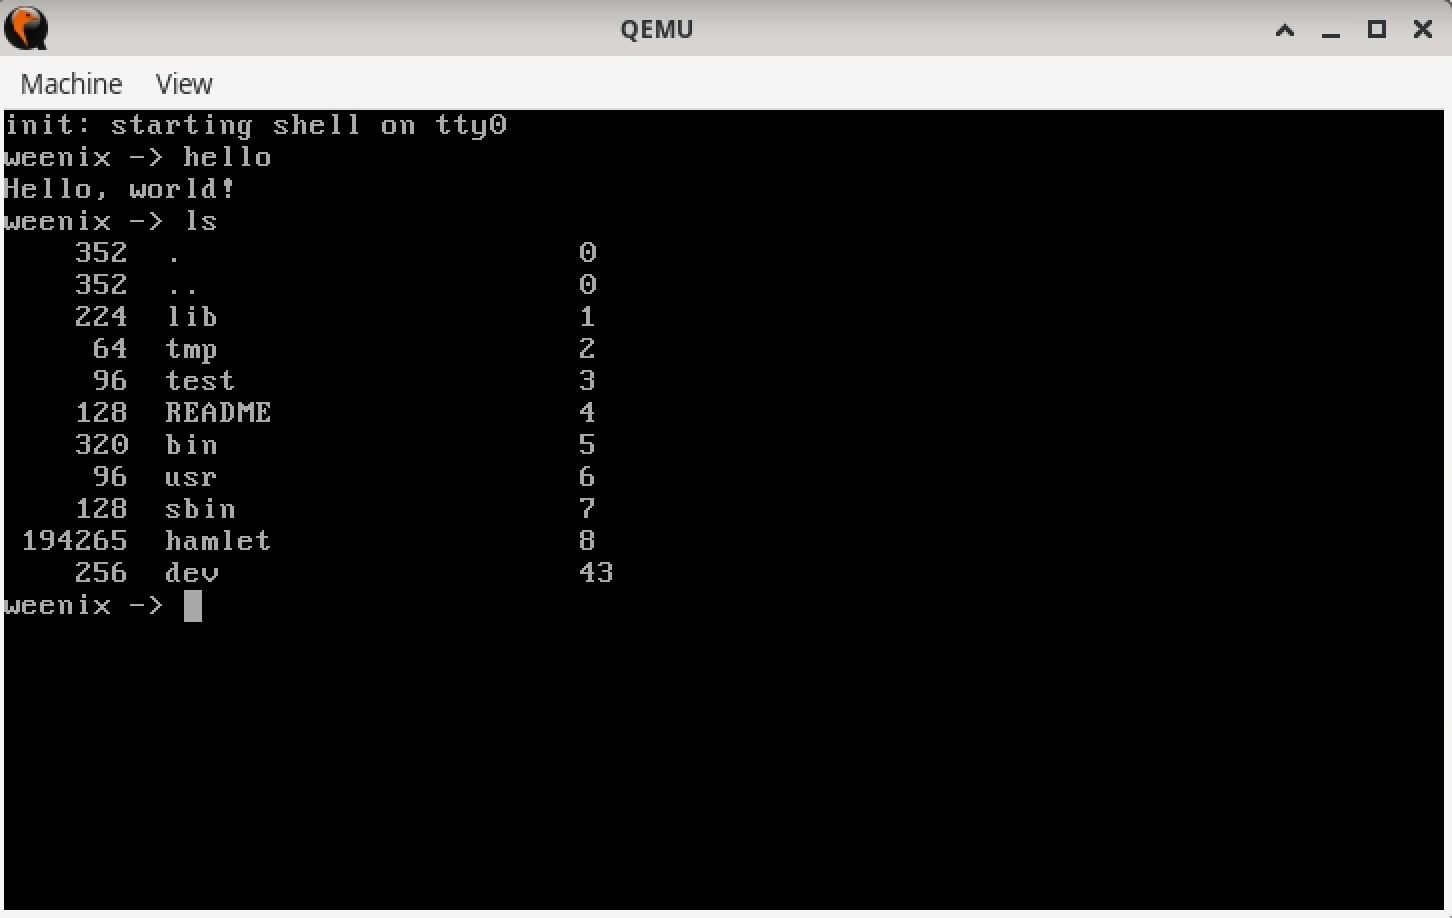 QEMU
Machine View
init: starting shell on tty0
weenix -> hello
Hello, world!
weenix -> ls
    352  .                       0
    352  ..                      0
    224  lib                     1
     64  tmp                     2
     96  test                    3
    128  README                  4
    320  bin                     5
     96  usr                     6
    128  sbin                    7
 194265  hamlet                  8
    256  dev                     43
weenix ->